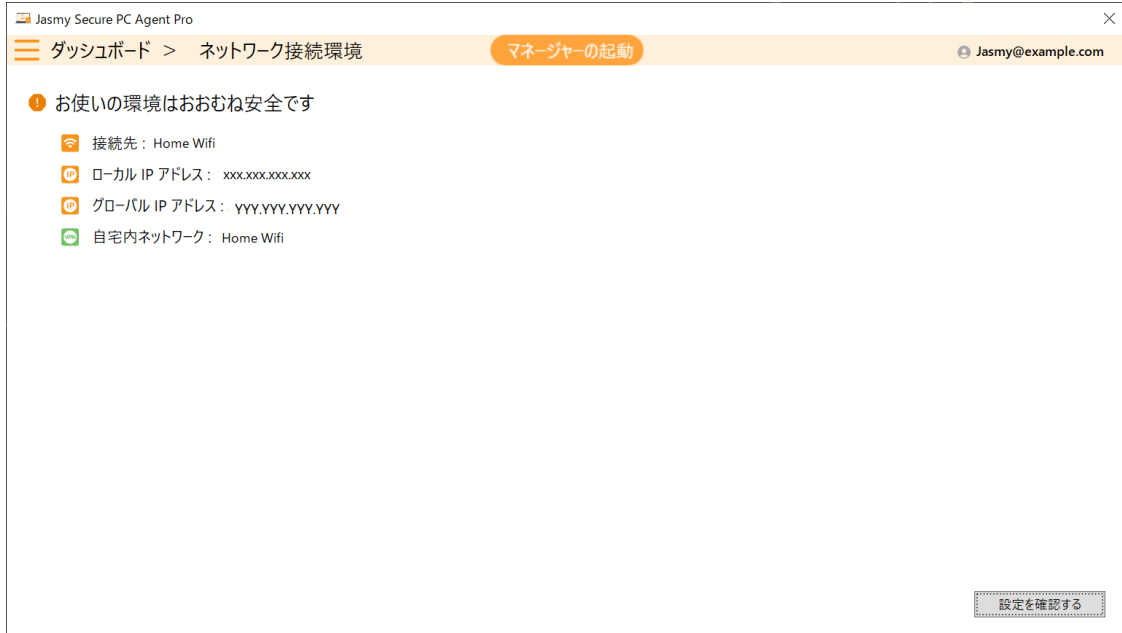 Jasmy Secure PC Agent Pro
ダッシュボード > ネットワーク接続環境
マネージャーの起動
Jasmy@example.com
お使いの環境はおおむね安全です
接続先 : Home Wifi
IP ローカル IP アドレス : xxx.xxx.xxx.xxx
IP グローバル IP アドレス : YYY.YYY.YYY.YYY
VPN 自宅内ネットワーク : Home Wifi
設定を確認する